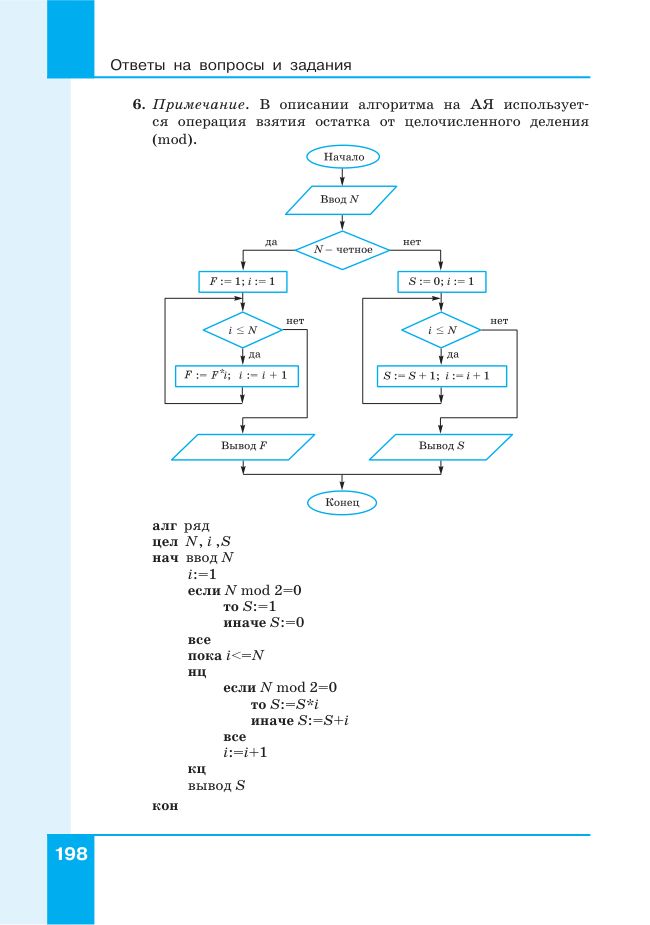 Ответы на вопросы и задания
6. Примечание. В описании алгоритма на АЯ использует-
ся операция взятия остатка от целочисленного деления
(mod).
Начало
Ввод N
да
N – четное
нет
F := 1; i := 1
S := 0; i := 1
i ≤ N
нет
i ≤ N
нет
да
да
F := F*i; i := i + 1
S := S + 1; i := i + 1
Вывод F
Вывод S
Конец
алг ряд
цел N, i ,S
нач ввод N
i:=1
если N mod 2=0
то S:=1
иначе S:=0
все
пока i<=N
нц
если N mod 2=0
то S:=S*i
иначе S:=S+i
все
i:=i+1
кц
вывод S
кон
198